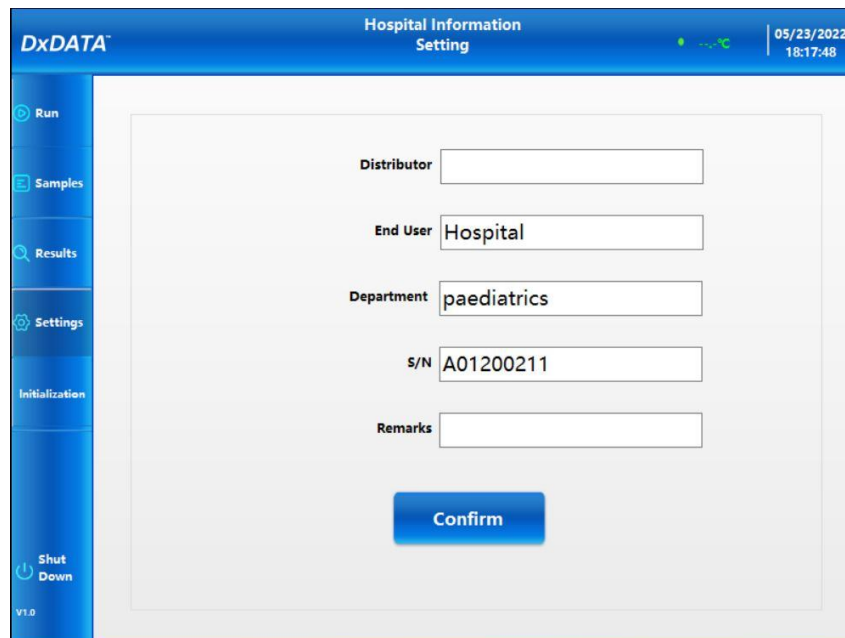 DxDATA™
Hospital Information
Setting
--.-℃
05/23/2022
18:17:48
Run
Samples
Results
Settings
Initialization
Shut
Down
V1.0
Distributor
End User Hospital
Department paediatrics
S/N A01200211
Remarks
Confirm